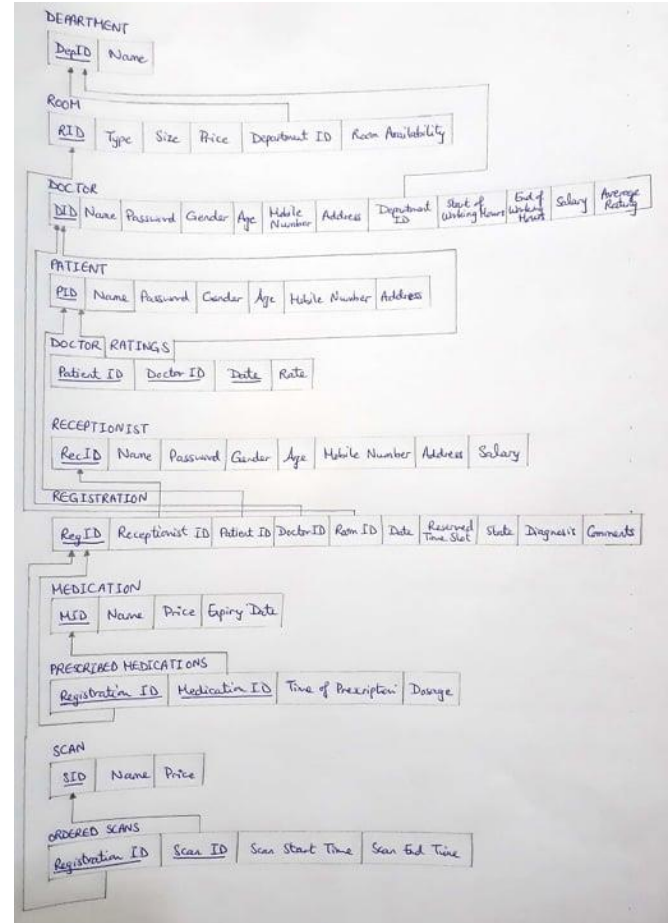 DEPARTMENT
DepID Name
ROOM
RID Type Size Price Department ID Room Availability
DOCTOR
DID Name Password Gender Age Mobile Number Address Department ID Start of Working Hours End of Working Hours Salary Average Rating
PATIENT
PID Name Password Gender Age Mobile Number Address
DOCTOR RATINGS
Patient ID Doctor ID Date Rate
RECEPTIONIST
RecID Name Password Gender Age Mobile Number Address Salary
REGISTRATION
RegID Receptionist ID Patient ID Doctor ID Room ID Date Reserved Time Slot State Diagnosis Comments
MEDICATION
MID Name Price Expiry Date
PRESCRIBED MEDICATIONS
Registration ID Medication ID Time of Prescription Dosage
SCAN
SID Name Price
ORDERED SCANS
Registration ID Scan ID Scan Start Time Scan End Time